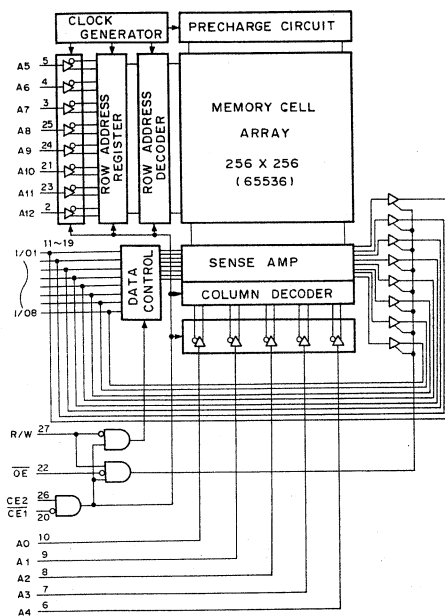 CLOCK
GENERATOR
PRECHARGE CIRCUIT
A5 5
A6 4
A7 3
A8 25
A9 24
A10 21
A11 23
A12 2
ROW ADDRESS
REGISTER
ROW ADDRESS
DECODER
MEMORY CELL
ARRAY
256 X 256
(65536)
11~19
I/O1
I/O8
DATA
CONTROL
SENSE AMP
COLUMN DECODER
R/W 27
OE 22
CE2 26
CE1 20
A0 10
A1 9
A2 8
A3 7
A4 6